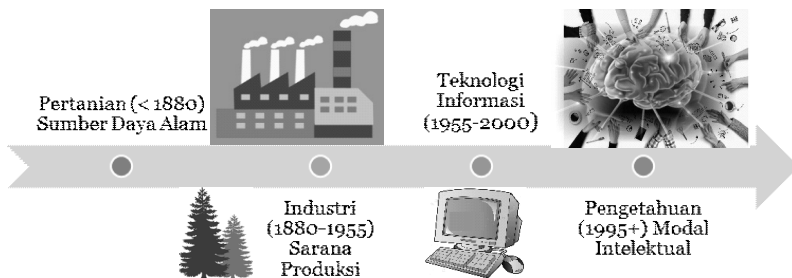 Pertanian (< 1880)
Sumber Daya Alam
Industri
(1880-1955)
Sarana
Produksi
Teknologi
Informasi
(1955-2000)
Pengetahuan
(1995+) Modal
Intelektual